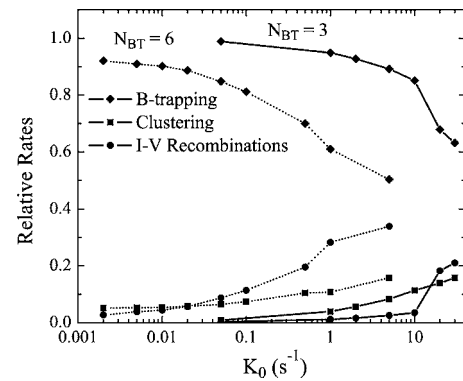 N_BT = 6
N_BT = 3
B-trapping
Clustering
I-V Recombinations
Relative Rates
1.0
0.8
0.6
0.4
0.2
0.0
0.001
0.01
0.1
1
10
K_0 (s^-1)